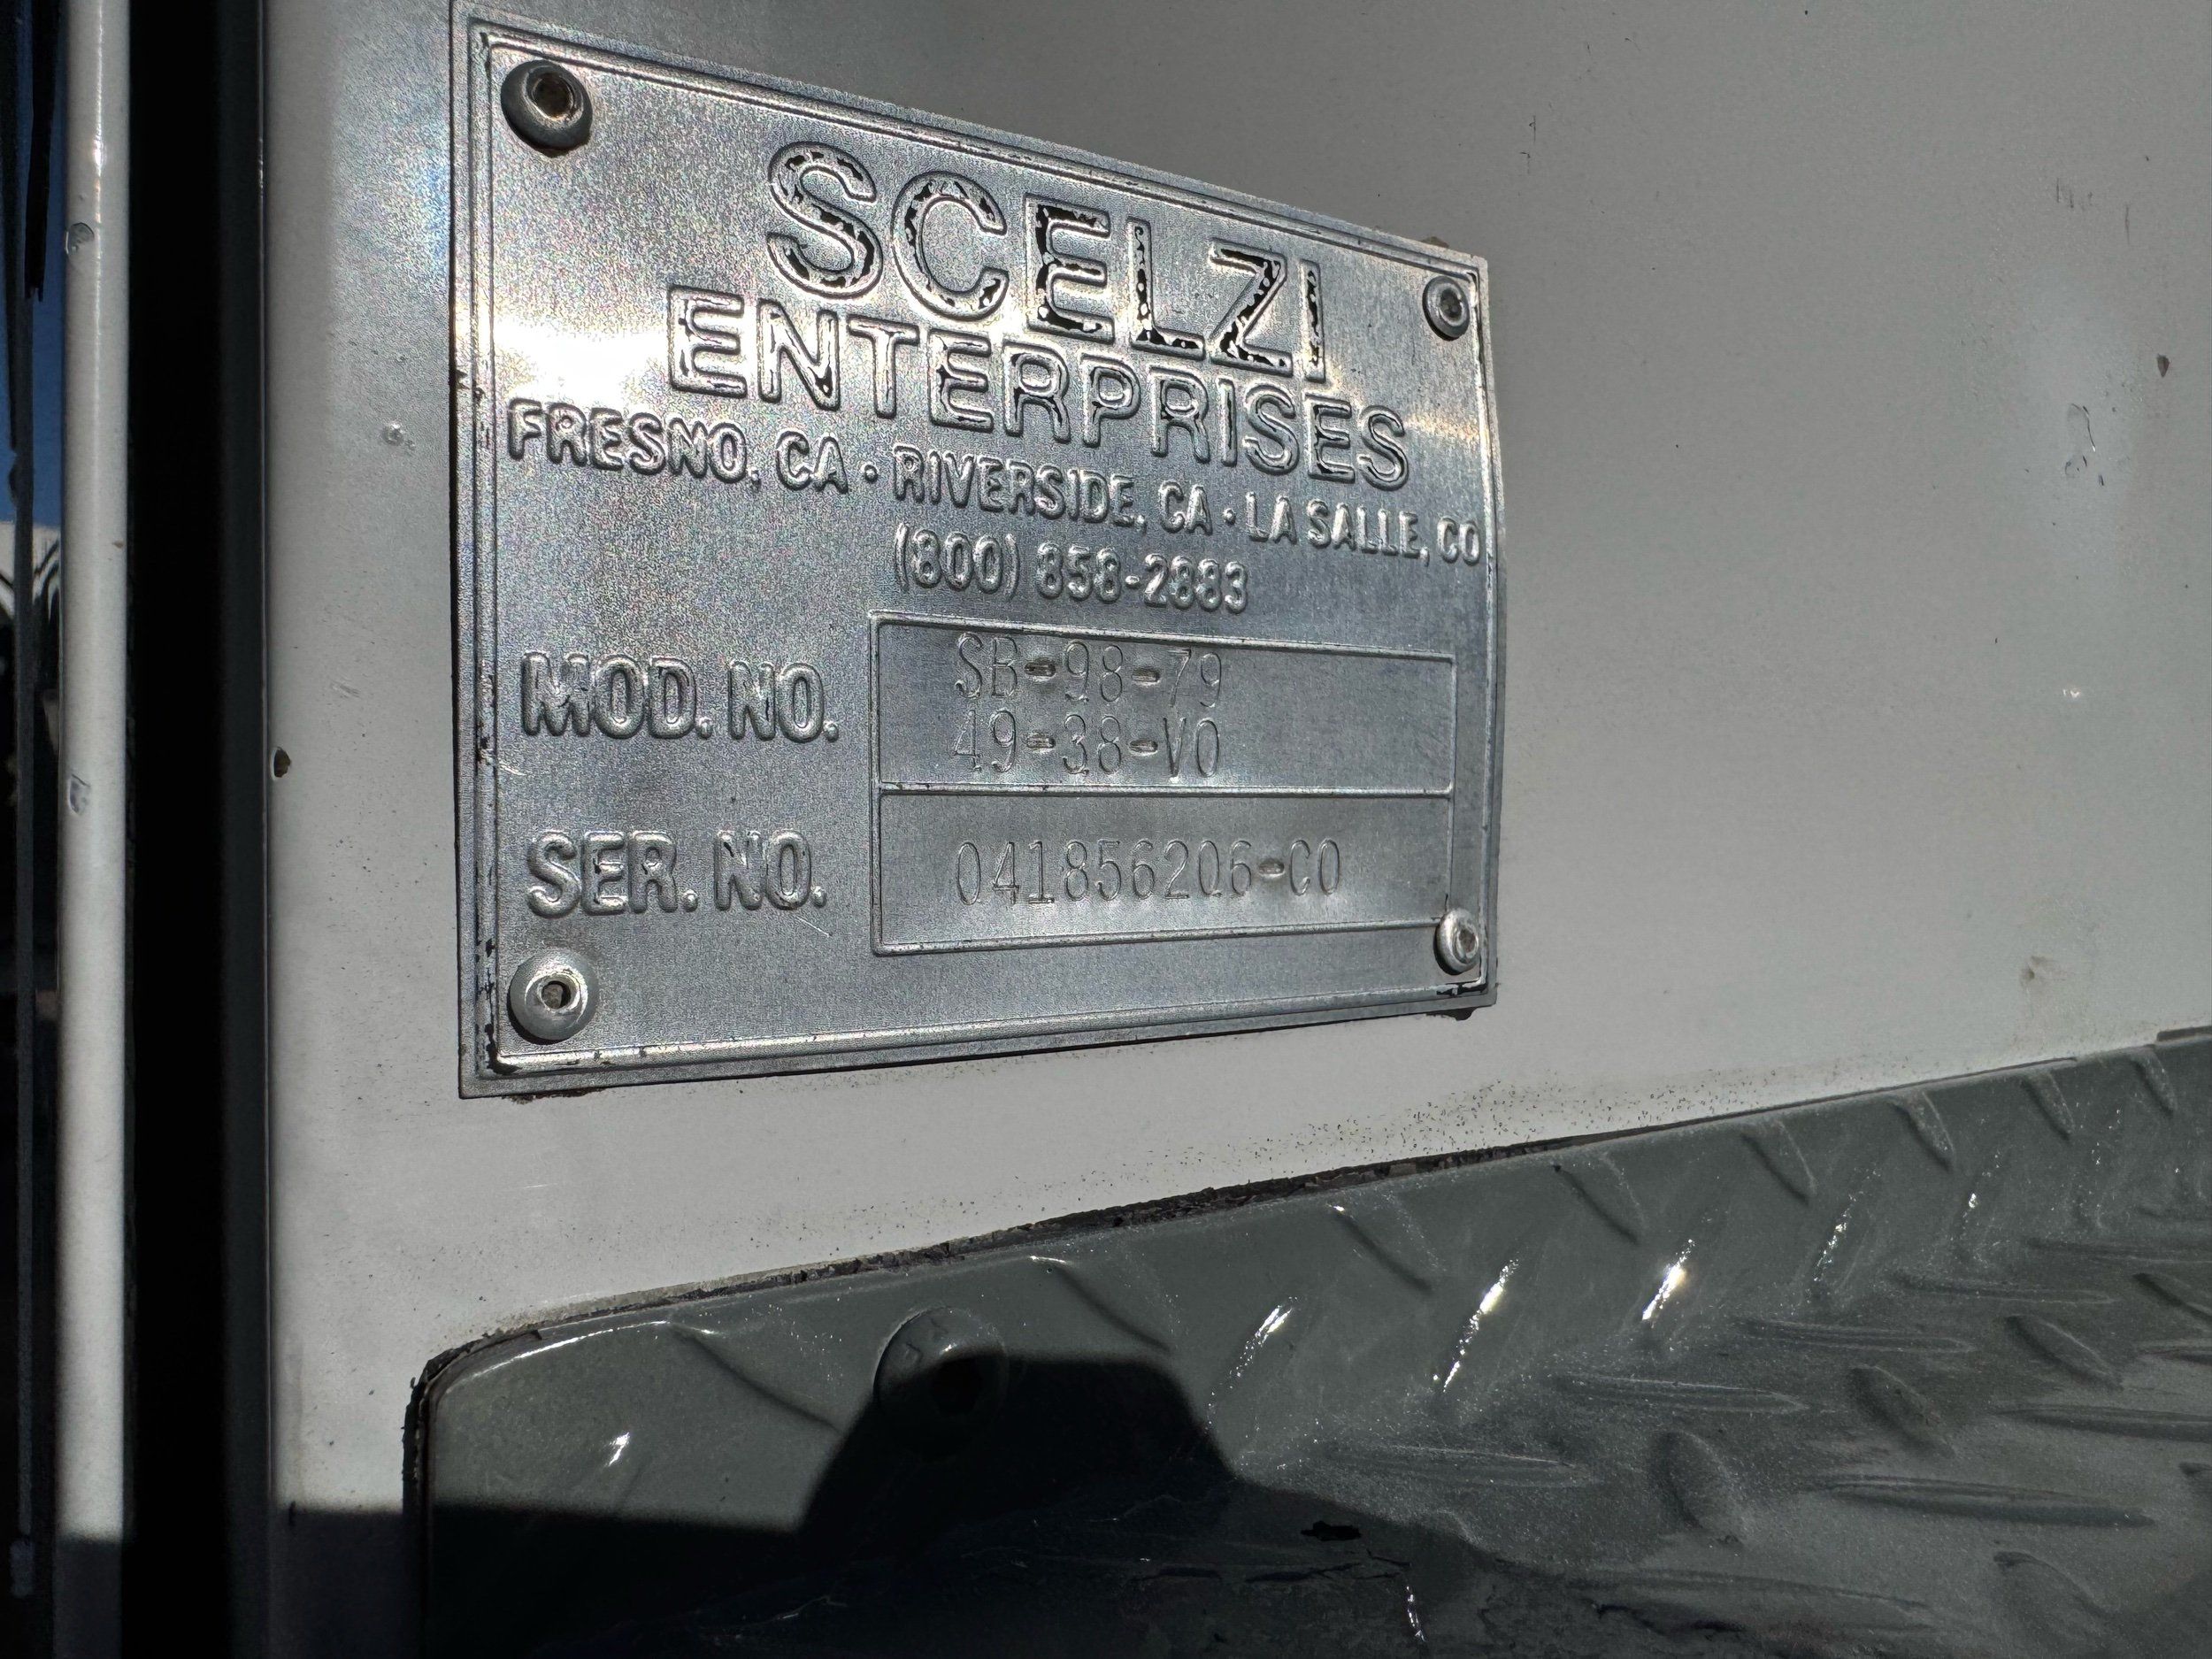 SCELZI
ENTERPRISES
FRESNO, CA · RIVERSIDE, CA · LA SALLE, CO
(800) 858-2883
MOD. NO. SB-98-79
49-38-VO
SER. NO. 041856206-CO